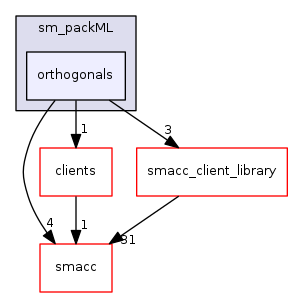 sm_packML
orthogonals
1
3
clients
smacc_client_library
4
1
31
smacc